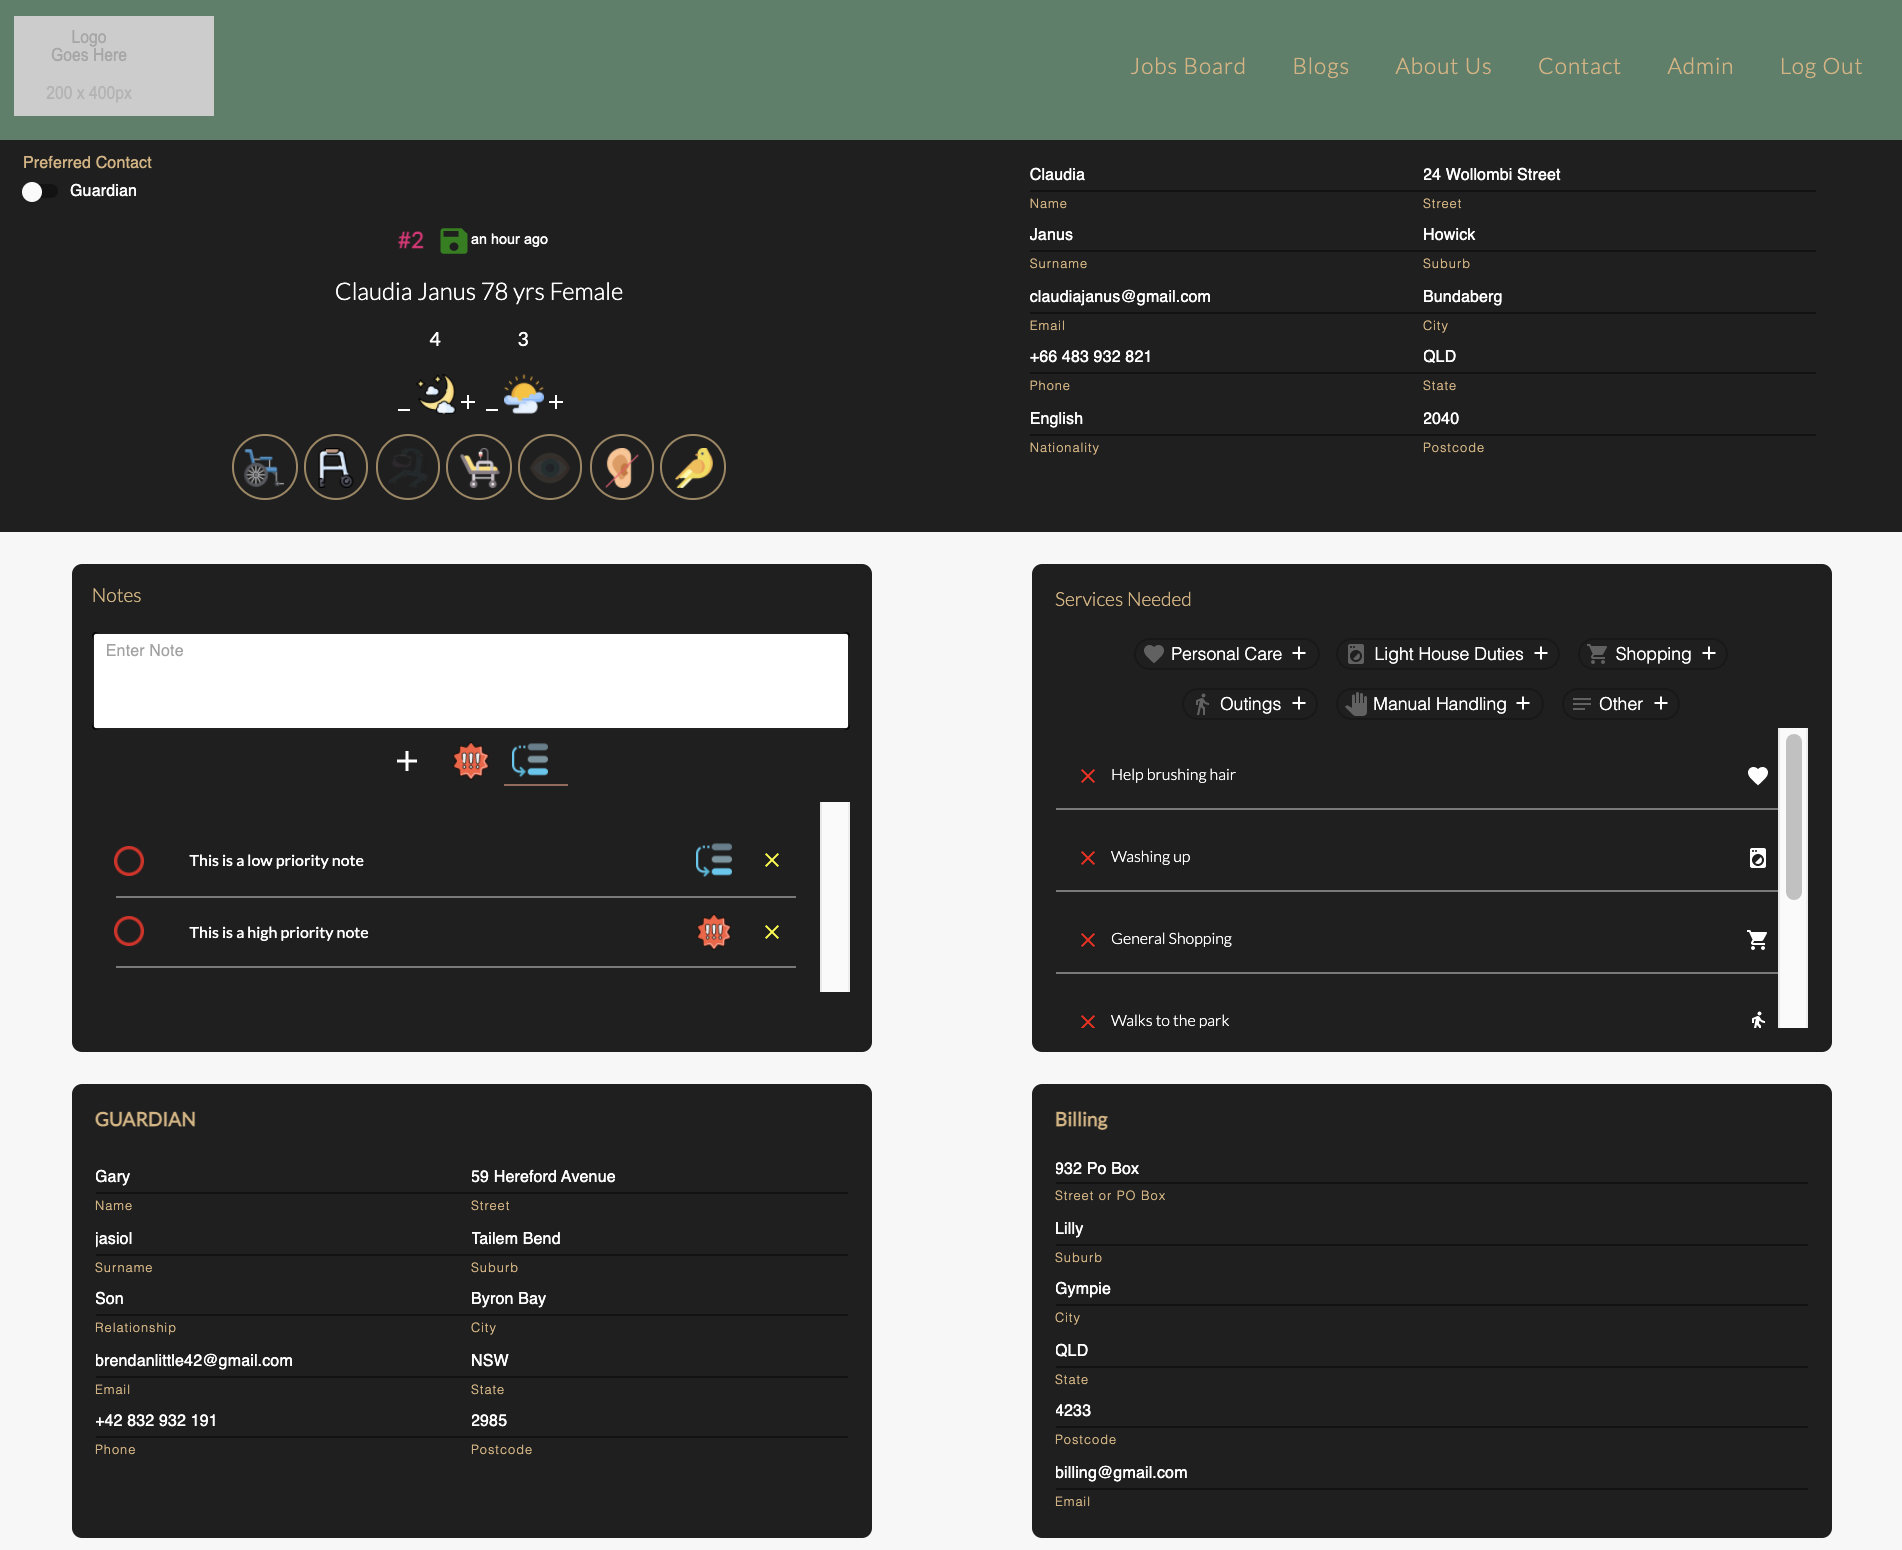 Logo
Goes Here
200 x 400px
Jobs Board
Blogs
About Us
Contact
Admin
Log Out
Preferred Contact
Guardian
#2
an hour ago
Claudia Janus 78 yrs Female
4
3
_
+
_
+
Claudia
Name
Janus
Surname
claudiajanus@gmail.com
Email
+66 483 932 821
Phone
English
Nationality
24 Wollombi Street
Street
Howick
Suburb
Bundaberg
City
QLD
State
2040
Postcode
Notes
Enter Note
+
This is a low priority note
This is a high priority note
Services Needed
Personal Care +
Light House Duties +
Shopping +
Outings +
Manual Handling +
Other +
Help brushing hair
Washing up
General Shopping
Walks to the park
GUARDIAN
Gary
Name
jasiol
Surname
Son
Relationship
brendanlittle42@gmail.com
Email
+42 832 932 191
Phone
59 Hereford Avenue
Street
Tailem Bend
Suburb
Byron Bay
City
NSW
State
2985
Postcode
Billing
932 Po Box
Street or PO Box
Lilly
Suburb
Gympie
City
QLD
State
4233
Postcode
billing@gmail.com
Email